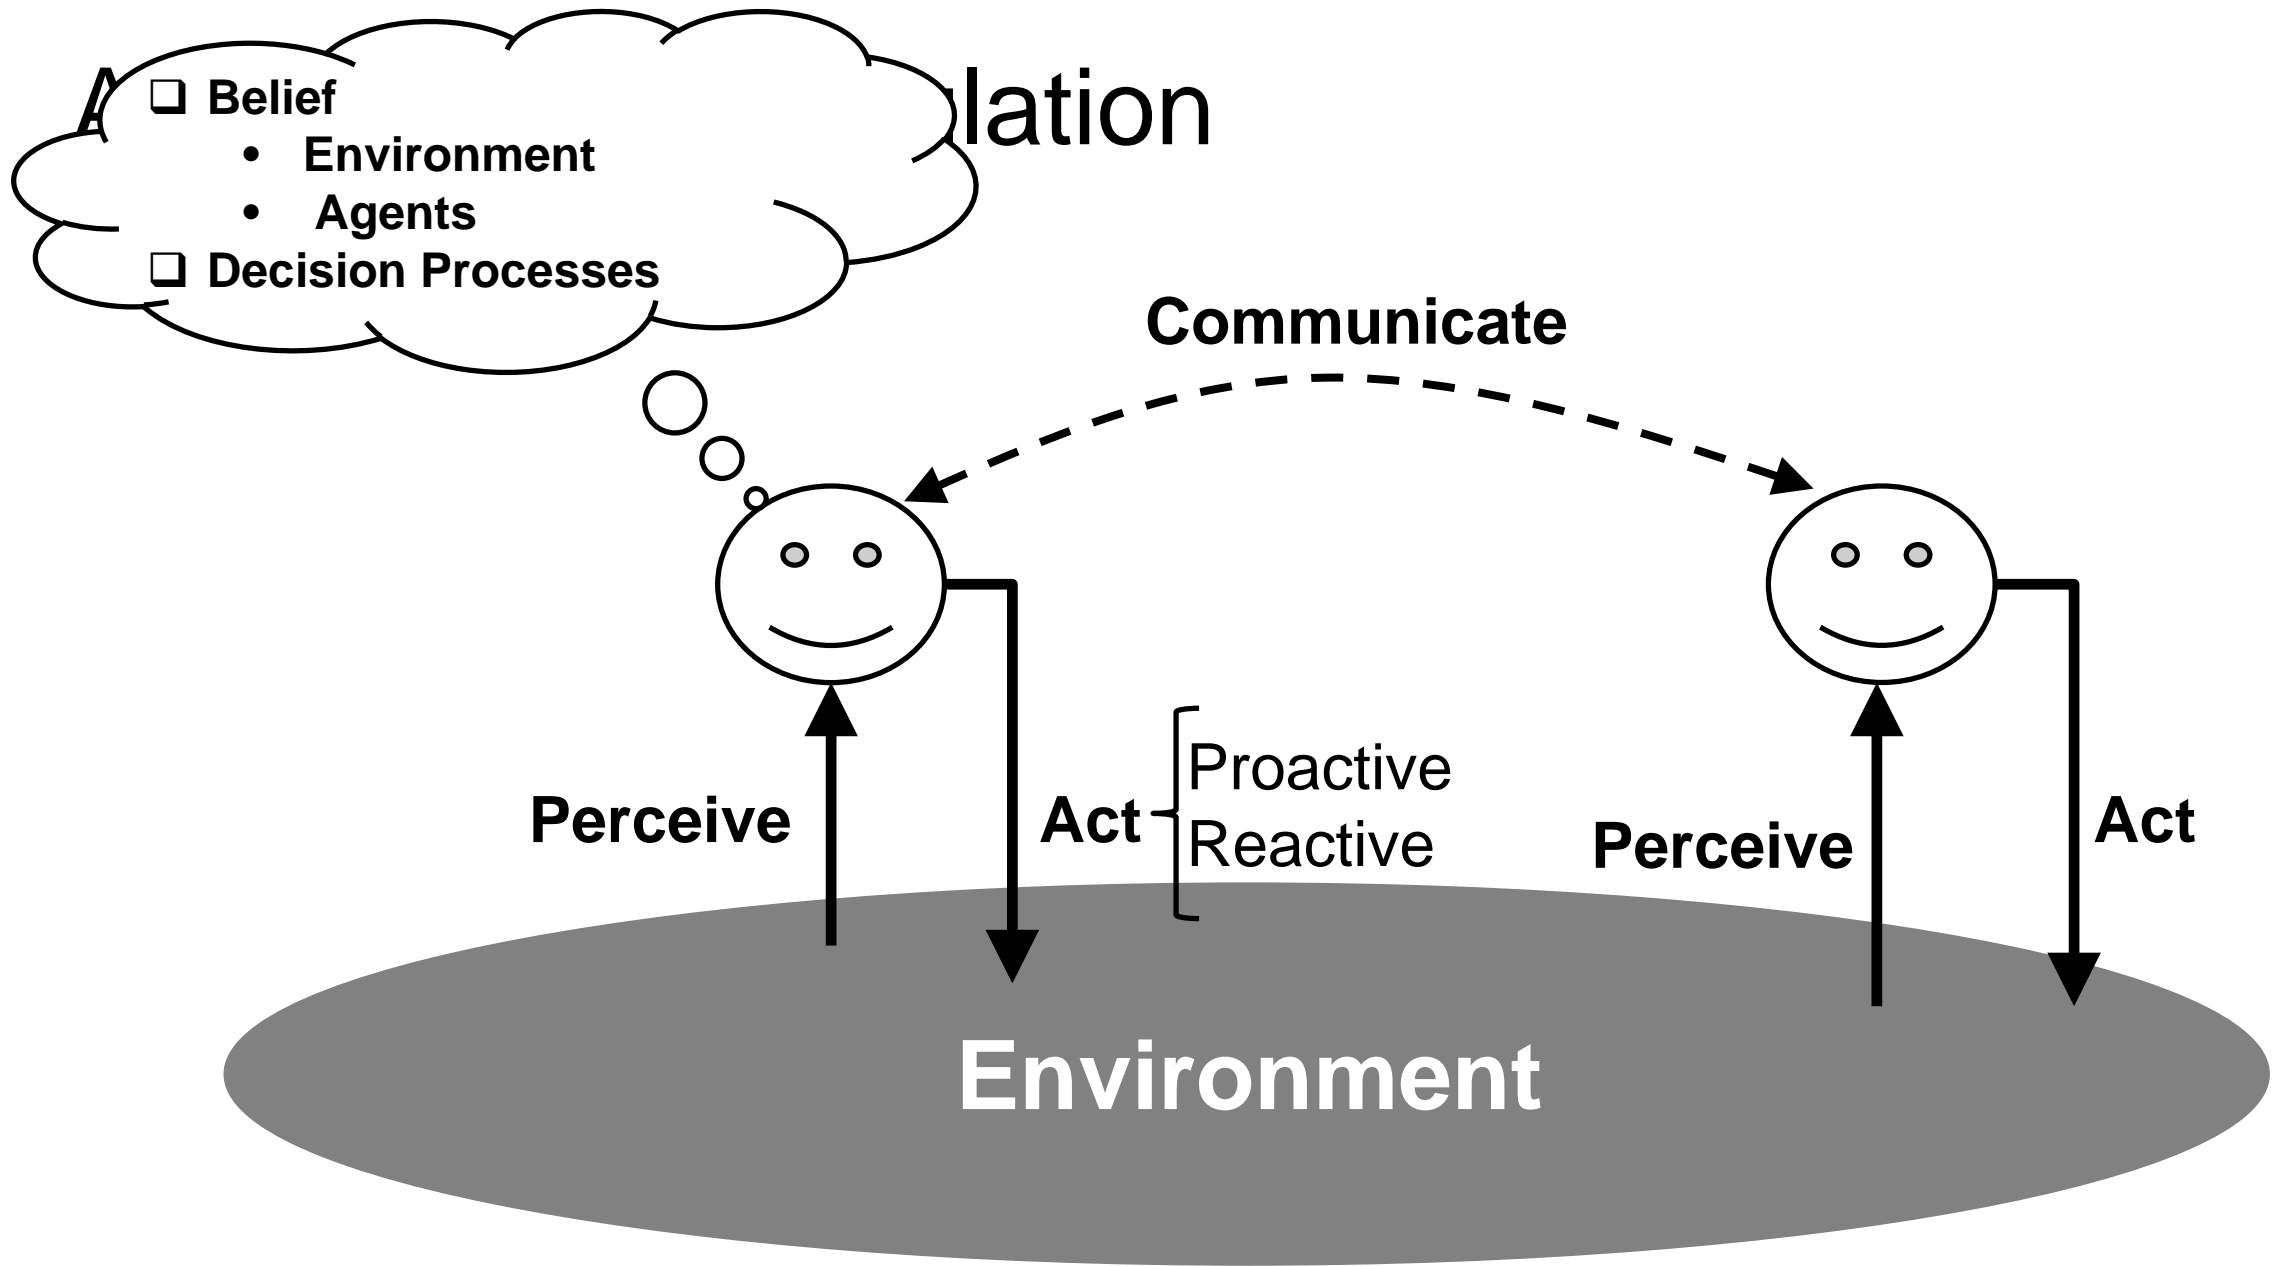 ❑ Belief
• Environment
• Agents
❑ Decision Processes
Communicate
Perceive
Act
Proactive
Reactive
Perceive
Act
Environment